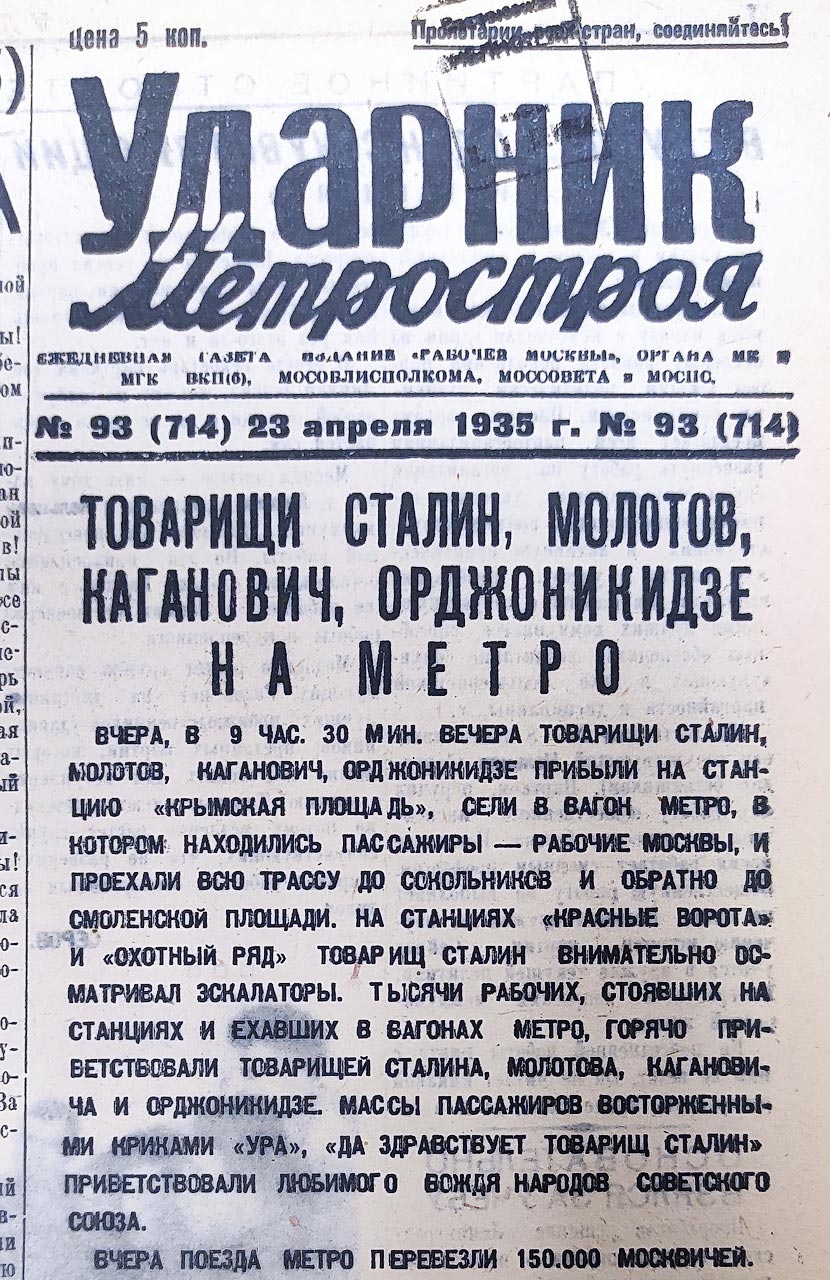 Цена 5 коп.
Пролетарии всех стран, соединяйтесь!
Ударник
Метростроя
ЕЖЕДНЕВНАЯ ГАЗЕТА ИЗДАНИЕ «РАБОЧЕЙ МОСКВЫ», ОРГАНА МК и
МГК ВКП(б), МОСОБЛИСПОЛКОМА, МОССОВЕТА и МОСПС.
№ 93 (714) 23 апреля 1935 г. № 93 (714)
ТОВАРИЩИ СТАЛИН, МОЛОТОВ,
КАГАНОВИЧ, ОРДЖОНИКИДЗЕ
НА МЕТРО
ВЧЕРА, В 9 ЧАС. 30 МИН. ВЕЧЕРА ТОВАРИЩИ СТАЛИН,
МОЛОТОВ, КАГАНОВИЧ, ОРДЖОНИКИДЗЕ ПРИБЫЛИ НА СТАН-
ЦИЮ «КРЫМСКАЯ ПЛОЩАДЬ», СЕЛИ В ВАГОН МЕТРО, В
КОТОРОМ НАХОДИЛИСЬ ПАССАЖИРЫ — РАБОЧИЕ МОСКВЫ, И
ПРОЕХАЛИ ВСЮ ТРАССУ ДО СОКОЛЬНИКОВ И ОБРАТНО ДО
СМОЛЕНСКОЙ ПЛОЩАДИ. НА СТАНЦИЯХ «КРАСНЫЕ ВОРОТА»
И «ОХОТНЫЙ РЯД» ТОВАРИЩ СТАЛИН ВНИМАТЕЛЬНО ОС-
МАТРИВАЛ ЭСКАЛАТОРЫ. ТЫСЯЧИ РАБОЧИХ, СТОЯВШИХ НА
СТАНЦИЯХ И ЕХАВШИХ В ВАГОНАХ МЕТРО, ГОРЯЧО ПРИ-
ВЕТСТВОВАЛИ ТОВАРИЩЕЙ СТАЛИНА, МОЛОТОВА, КАГАНОВИ-
ЧА И ОРДЖОНИКИДЗЕ. МАССЫ ПАССАЖИРОВ ВОСТОРЖЕННЫ-
МИ КРИКАМИ «УРА», «ДА ЗДРАВСТВУЕТ ТОВАРИЩ СТАЛИН»
ПРИВЕТСТВОВАЛИ ЛЮБИМОГО ВОЖДЯ НАРОДОВ СОВЕТСКОГО
СОЮЗА.
ВЧЕРА ПОЕЗДА МЕТРО ПЕРЕВЕЗЛИ 150.000 МОСКВИЧЕЙ.